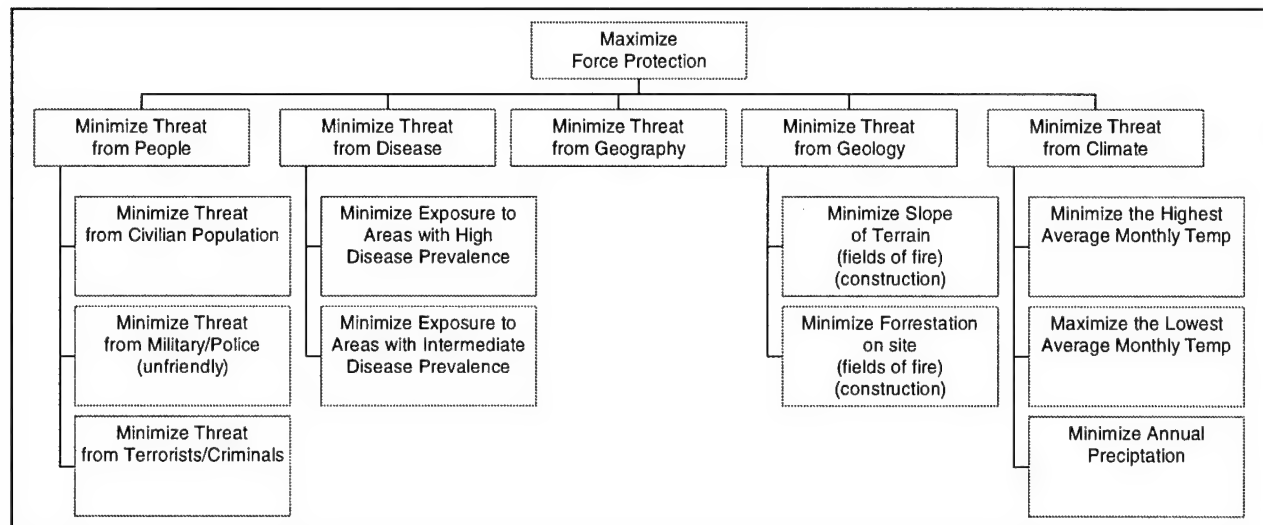 Maximize
Force Protection
Minimize Threat
from People
Minimize Threat
from Disease
Minimize Threat
from Geography
Minimize Threat
from Geology
Minimize Threat
from Climate
Minimize Threat
from Civilian Population
Minimize Threat
from Military/Police
(unfriendly)
Minimize Threat
from Terrorists/Criminals
Minimize Exposure to
Areas with High
Disease Prevalence
Minimize Exposure to
Areas with Intermediate
Disease Prevalence
Minimize Slope
of Terrain
(fields of fire)
(construction)
Minimize Forrestation
on site
(fields of fire)
(construction)
Minimize the Highest
Average Monthly Temp
Maximize the Lowest
Average Monthly Temp
Minimize Annual
Preciptation